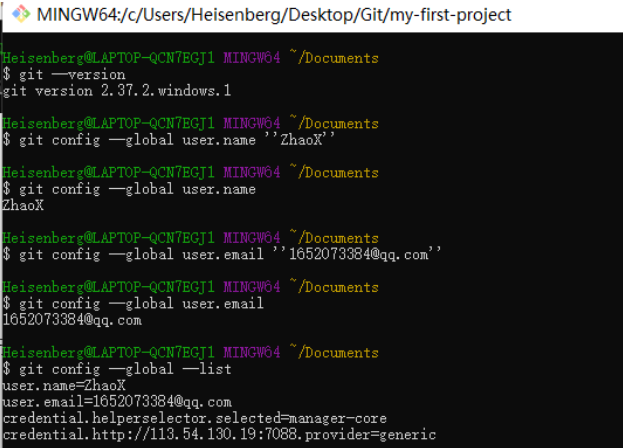 MINGW64:/c/Users/Heisenberg/Desktop/Git/my-first-project
Heisenberg@LAPTOP-QCN7EGJ1 MINGW64 ~/Documents
$ git --version
git version 2.37.2.windows.1
Heisenberg@LAPTOP-QCN7EGJ1 MINGW64 ~/Documents
$ git config --global user.name ''ZhaoX''
Heisenberg@LAPTOP-QCN7EGJ1 MINGW64 ~/Documents
$ git config --global user.name
ZhaoX
Heisenberg@LAPTOP-QCN7EGJ1 MINGW64 ~/Documents
$ git config --global user.email ''1652073384@qq.com''
Heisenberg@LAPTOP-QCN7EGJ1 MINGW64 ~/Documents
$ git config --global user.email
1652073384@qq.com
Heisenberg@LAPTOP-QCN7EGJ1 MINGW64 ~/Documents
$ git config --global --list
user.name=ZhaoX
user.email=1652073384@qq.com
credential.helperselector.selected=manager-core
credential.http://113.54.130.19:7088.provider=generic